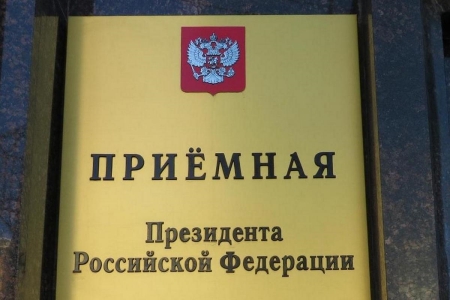 ПРИЁМНАЯ
Президента
Российской Федерации